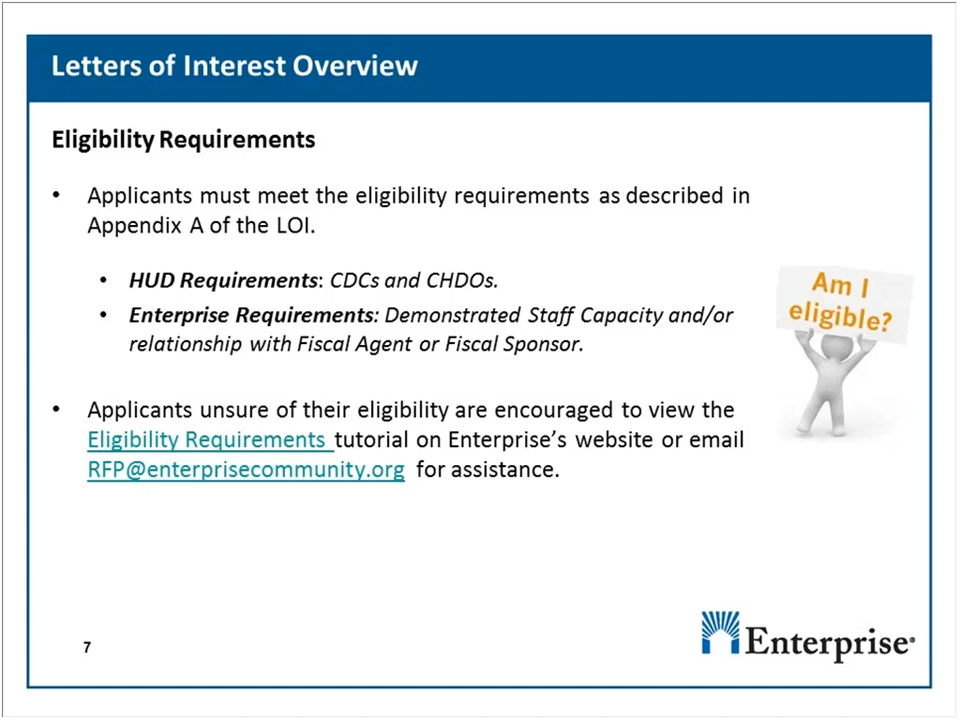 Letters of Interest Overview
Eligibility Requirements
• Applicants must meet the eligibility requirements as described in
Appendix A of the LOI.
• HUD Requirements: CDCs and CHDOs.
• Enterprise Requirements: Demonstrated Staff Capacity and/or
relationship with Fiscal Agent or Fiscal Sponsor.
Am I
eligible?
• Applicants unsure of their eligibility are encouraged to view the
Eligibility Requirements tutorial on Enterprise’s website or email
RFP@enterprisecommunity.org for assistance.
7
Enterprise®